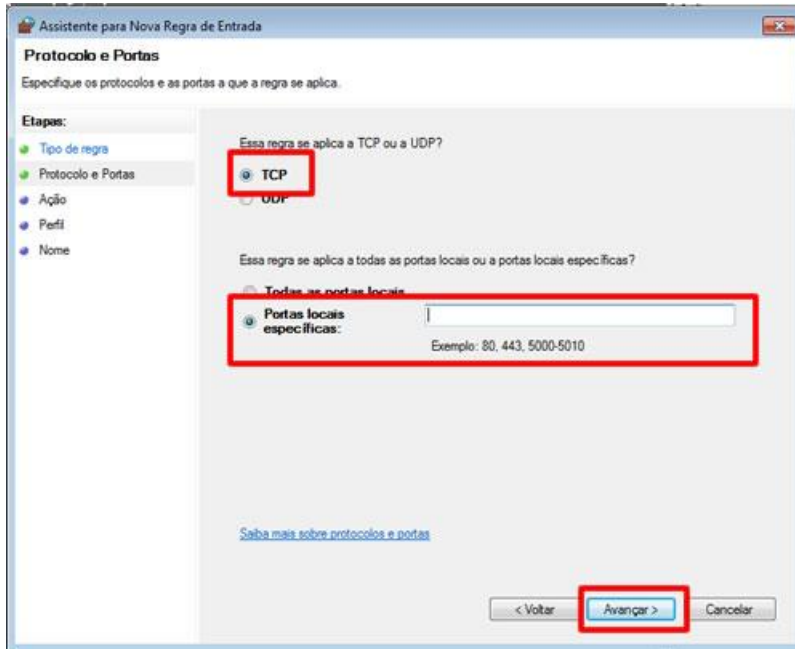 Assistente para Nova Regra de Entrada
Protocolo e Portas
Especifique os protocolos e as portas a que a regra se aplica.
Etapas:
Tipo de regra
Protocolo e Portas
Ação
Perfil
Nome
Essa regra se aplica a TCP ou a UDP?
TCP
UDP
Essa regra se aplica a todas as portas locais ou a portas locais específicas?
Todas as portas locais
Portas locais
específicas:
Exemplo: 80, 443, 5000-5010
Saiba mais sobre protocolos e portas
< Voltar
Avançar >
Cancelar